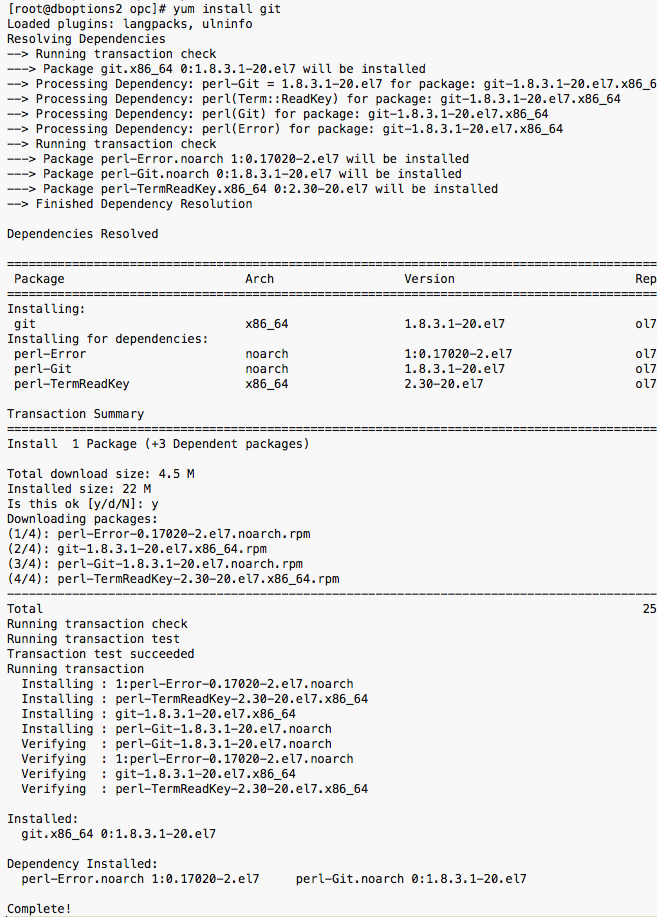 [root@dboptions2 opc]# yum install git
Loaded plugins: langpacks, ulninfo
Resolving Dependencies
--> Running transaction check
---> Package git.x86_64 0:1.8.3.1-20.el7 will be installed
--> Processing Dependency: perl-Git = 1.8.3.1-20.el7 for package: git-1.8.3.1-20.el7.x86_6
--> Processing Dependency: perl(Term::ReadKey) for package: git-1.8.3.1-20.el7.x86_64
--> Processing Dependency: perl(Git) for package: git-1.8.3.1-20.el7.x86_64
--> Processing Dependency: perl(Error) for package: git-1.8.3.1-20.el7.x86_64
--> Running transaction check
---> Package perl-Error.noarch 1:0.17020-2.el7 will be installed
---> Package perl-Git.noarch 0:1.8.3.1-20.el7 will be installed
---> Package perl-TermReadKey.x86_64 0:2.30-20.el7 will be installed
--> Finished Dependency Resolution

Dependencies Resolved

==========================================================================================
 Package                        Arch                  Version                         Rep
==========================================================================================
Installing:
 git                            x86_64                1.8.3.1-20.el7                  ol7
Installing for dependencies:
 perl-Error                     noarch                1:0.17020-2.el7                 ol7
 perl-Git                       noarch                1.8.3.1-20.el7                  ol7
 perl-TermReadKey               x86_64                2.30-20.el7                     ol7

Transaction Summary
==========================================================================================
Install  1 Package (+3 Dependent packages)

Total download size: 4.5 M
Installed size: 22 M
Is this ok [y/d/N]: y
Downloading packages:
(1/4): perl-Error-0.17020-2.el7.noarch.rpm
(2/4): git-1.8.3.1-20.el7.x86_64.rpm
(3/4): perl-Git-1.8.3.1-20.el7.noarch.rpm
(4/4): perl-TermReadKey-2.30-20.el7.x86_64.rpm
------------------------------------------------------------------------------------------
Total                                                                                   25
Running transaction check
Running transaction test
Transaction test succeeded
Running transaction
  Installing : 1:perl-Error-0.17020-2.el7.noarch
  Installing : perl-TermReadKey-2.30-20.el7.x86_64
  Installing : git-1.8.3.1-20.el7.x86_64
  Installing : perl-Git-1.8.3.1-20.el7.noarch
  Verifying  : perl-Git-1.8.3.1-20.el7.noarch
  Verifying  : 1:perl-Error-0.17020-2.el7.noarch
  Verifying  : git-1.8.3.1-20.el7.x86_64
  Verifying  : perl-TermReadKey-2.30-20.el7.x86_64

Installed:
  git.x86_64 0:1.8.3.1-20.el7

Dependency Installed:
  perl-Error.noarch 1:0.17020-2.el7     perl-Git.noarch 0:1.8.3.1-20.el7

Complete!